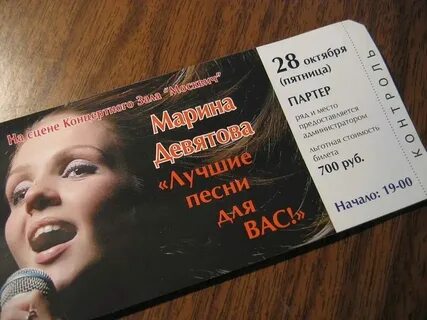 На сцене Концертного Зала "Москвич"
Марина
Девятова
«Лучшие
песни
для
ВАС!»
28 октября
(пятница)
ПАРТЕР
ряд и место
предоставляется
администратором
льготная стоимость
билета
700 руб.
Начало: 19-00
КОНТРОЛЬ